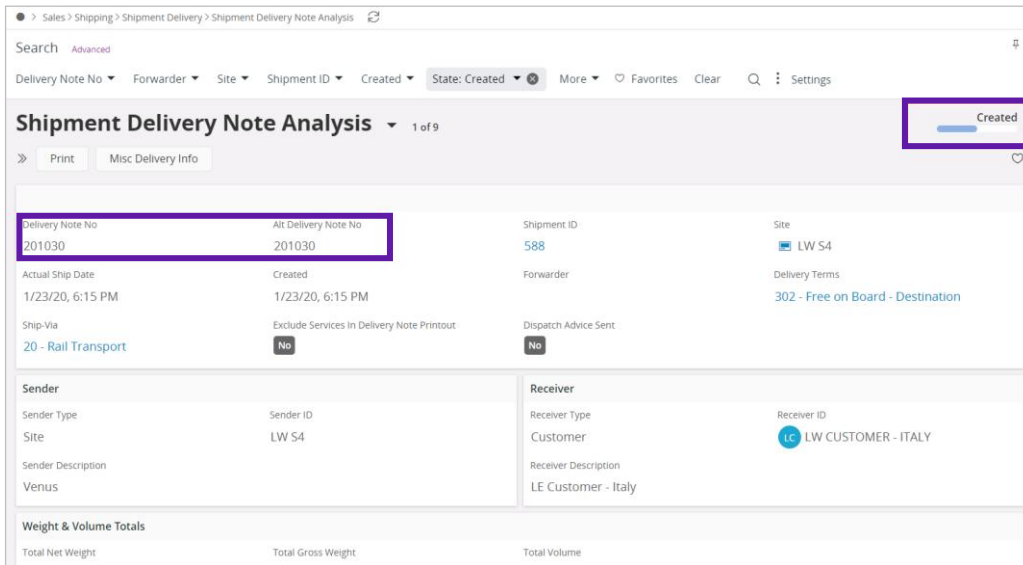 > Sales > Shipping > Shipment Delivery > Shipment Delivery Note Analysis
Search Advanced
Delivery Note No Forwarder Site Shipment ID Created State: Created More Favorites Clear Settings
Shipment Delivery Note Analysis 1 of 9 Created
Print Misc Delivery Info
Delivery Note No Alt Delivery Note No Shipment ID Site
201030 201030 588 LW S4
Actual Ship Date Created Forwarder Delivery Terms
1/23/20, 6:15 PM 1/23/20, 6:15 PM 302 - Free on Board - Destination
Ship-Via Exclude Services In Delivery Note Printout Dispatch Advice Sent
20 - Rail Transport No No
Sender Receiver
Sender Type Sender ID Receiver Type Receiver ID
Site LW S4 Customer LC LW CUSTOMER - ITALY
Sender Description Receiver Description
Venus LE Customer - Italy
Weight & Volume Totals
Total Net Weight Total Gross Weight Total Volume